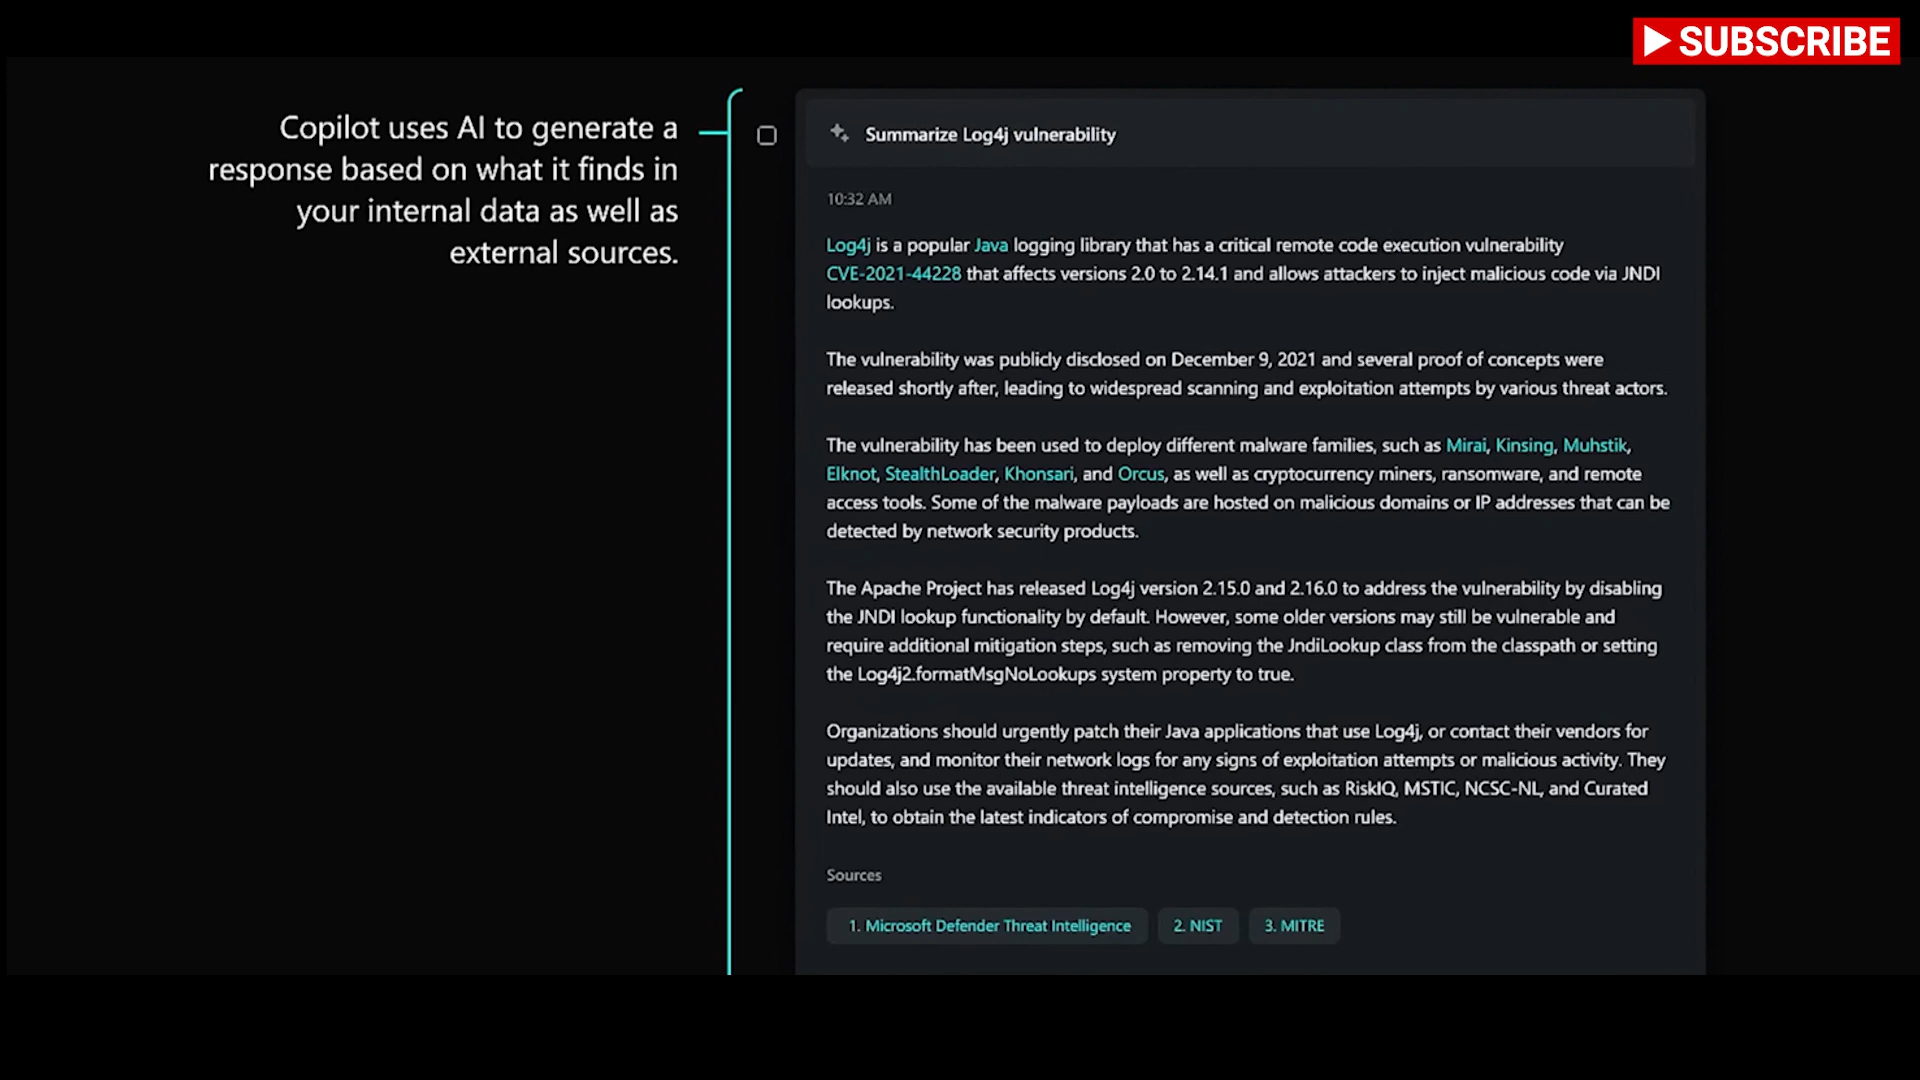 SUBSCRIBE
Copilot uses AI to generate a
response based on what it finds in
your internal data as well as
external sources.
Summarize Log4j vulnerability
10:32 AM
Log4j is a popular Java logging library that has a critical remote code execution vulnerability
CVE-2021-44228 that affects versions 2.0 to 2.14.1 and allows attackers to inject malicious code via JNDI
lookups.
The vulnerability was publicly disclosed on December 9, 2021 and several proof of concepts were
released shortly after, leading to widespread scanning and exploitation attempts by various threat actors.
The vulnerability has been used to deploy different malware families, such as Mirai, Kinsing, Muhstik,
Elknot, StealthLoader, Khonsari, and Orcus, as well as cryptocurrency miners, ransomware, and remote
access tools. Some of the malware payloads are hosted on malicious domains or IP addresses that can be
detected by network security products.
The Apache Project has released Log4j version 2.15.0 and 2.16.0 to address the vulnerability by disabling
the JNDI lookup functionality by default. However, some older versions may still be vulnerable and
require additional mitigation steps, such as removing the JndiLookup class from the classpath or setting
the Log4j2.formatMsgNoLookups system property to true.
Organizations should urgently patch their Java applications that use Log4j, or contact their vendors for
updates, and monitor their network logs for any signs of exploitation attempts or malicious activity. They
should also use the available threat intelligence sources, such as RiskIQ, MSTIC, NCSC-NL, and Curated
Intel, to obtain the latest indicators of compromise and detection rules.
Sources
1. Microsoft Defender Threat Intelligence
2. NIST
3. MITRE